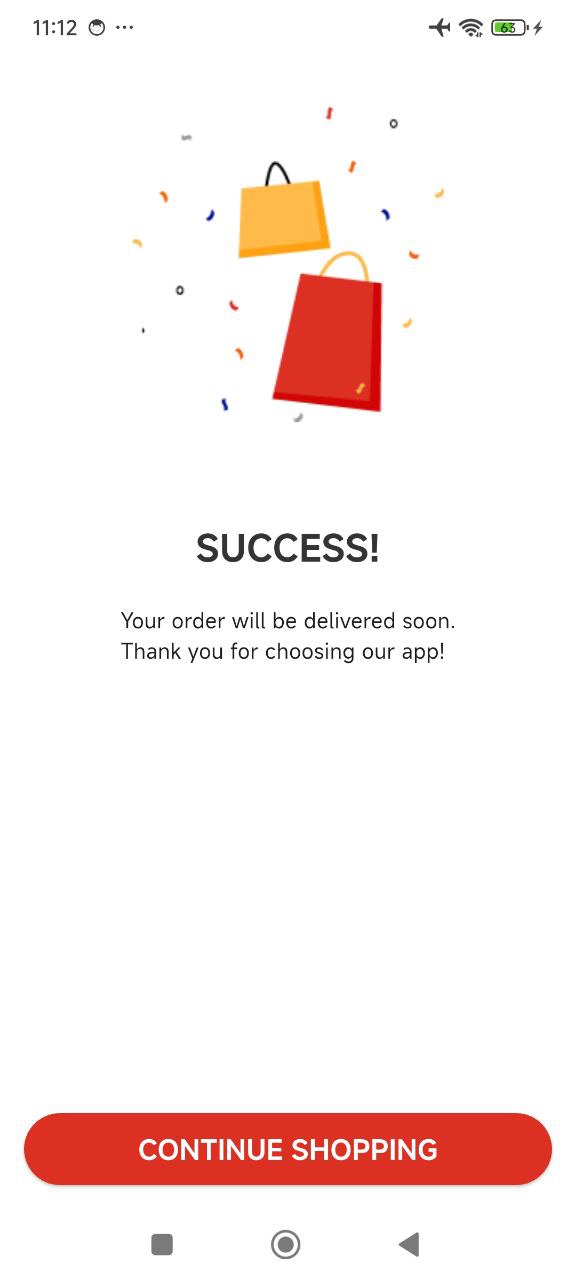 11:12
63
SUCCESS!
Your order will be delivered soon.
Thank you for choosing our app!
CONTINUE SHOPPING